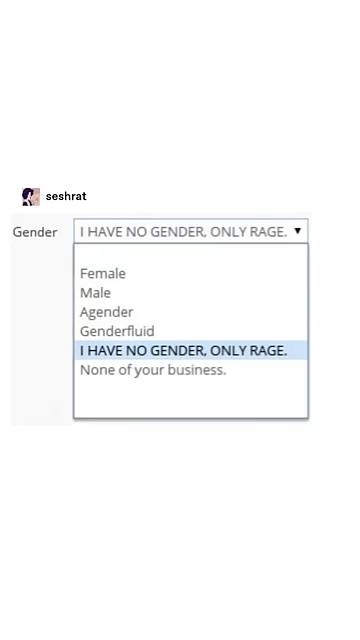 seshrat
Gender I HAVE NO GENDER, ONLY RAGE. ▼
Female
Male
Agender
Genderfluid
I HAVE NO GENDER, ONLY RAGE.
None of your business.